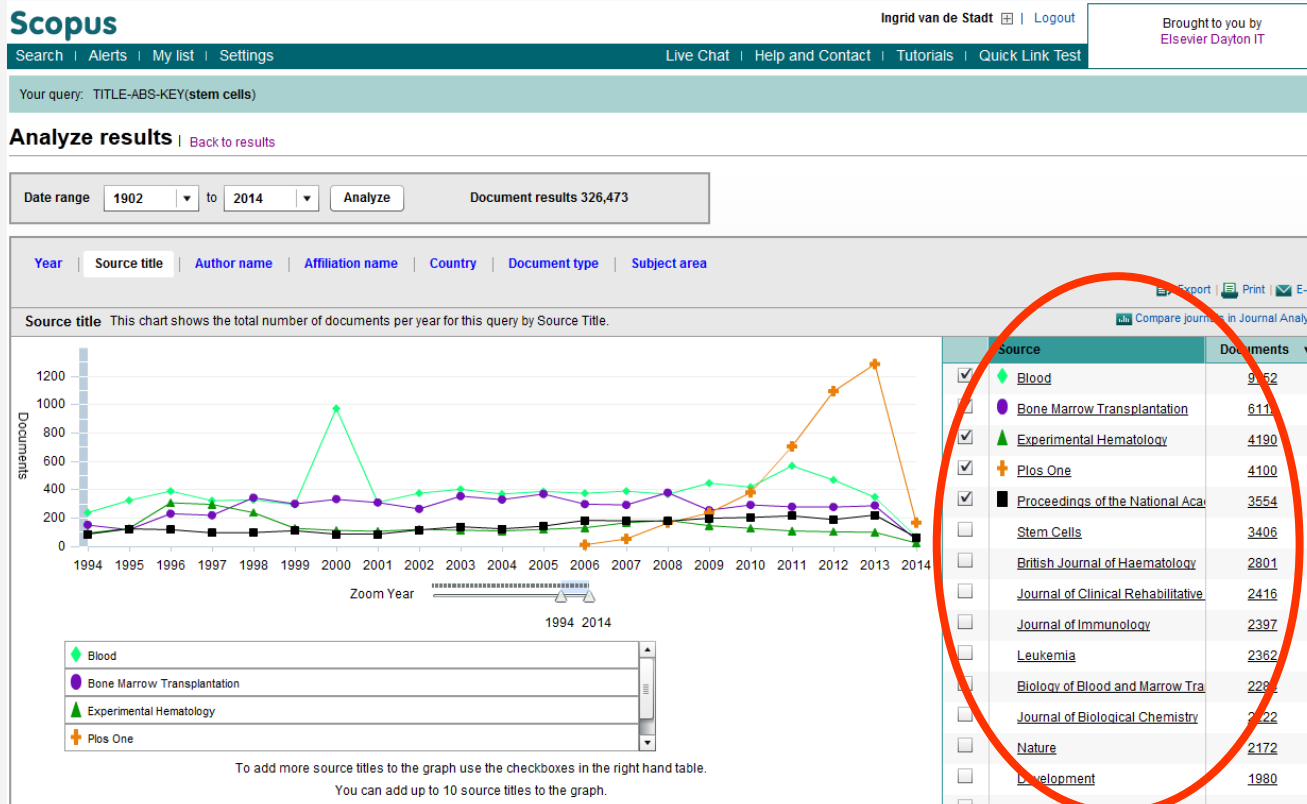 Scopus
Ingrid van de Stadt | Logout
Brought to you by
Elsevier Dayton IT
Search | Alerts | My list | Settings
Live Chat | Help and Contact | Tutorials | Quick Link Test
Your query: TITLE-ABS-KEY(stem cells)
Analyze results | Back to results
Date range 1902 to 2014 Analyze Document results 326,473
Year | Source title | Author name | Affiliation name | Country | Document type | Subject area
Export | Print | E-
Source title This chart shows the total number of documents per year for this query by Source Title.
Compare journals in Journal Analy
Source Documents
Blood
Bone Marrow Transplantation
Experimental Hematology 4190
Plos One 4100
Proceedings of the National Aca 3554
Stem Cells 3406
British Journal of Haematology 2801
Journal of Clinical Rehabilitative 2416
Journal of Immunology 2397
Leukemia 2362
Biology of Blood and Marrow Tra
Journal of Biological Chemistry
Nature 2172
Development 1980
Documents
1200
1000
800
600
400
200
0
1994 1995 1996 1997 1998 1999 2000 2001 2002 2003 2004 2005 2006 2007 2008 2009 2010 2011 2012 2013 2014
Zoom Year
1994 2014
Blood
Bone Marrow Transplantation
Experimental Hematology
Plos One
To add more source titles to the graph use the checkboxes in the right hand table.
You can add up to 10 source titles to the graph.